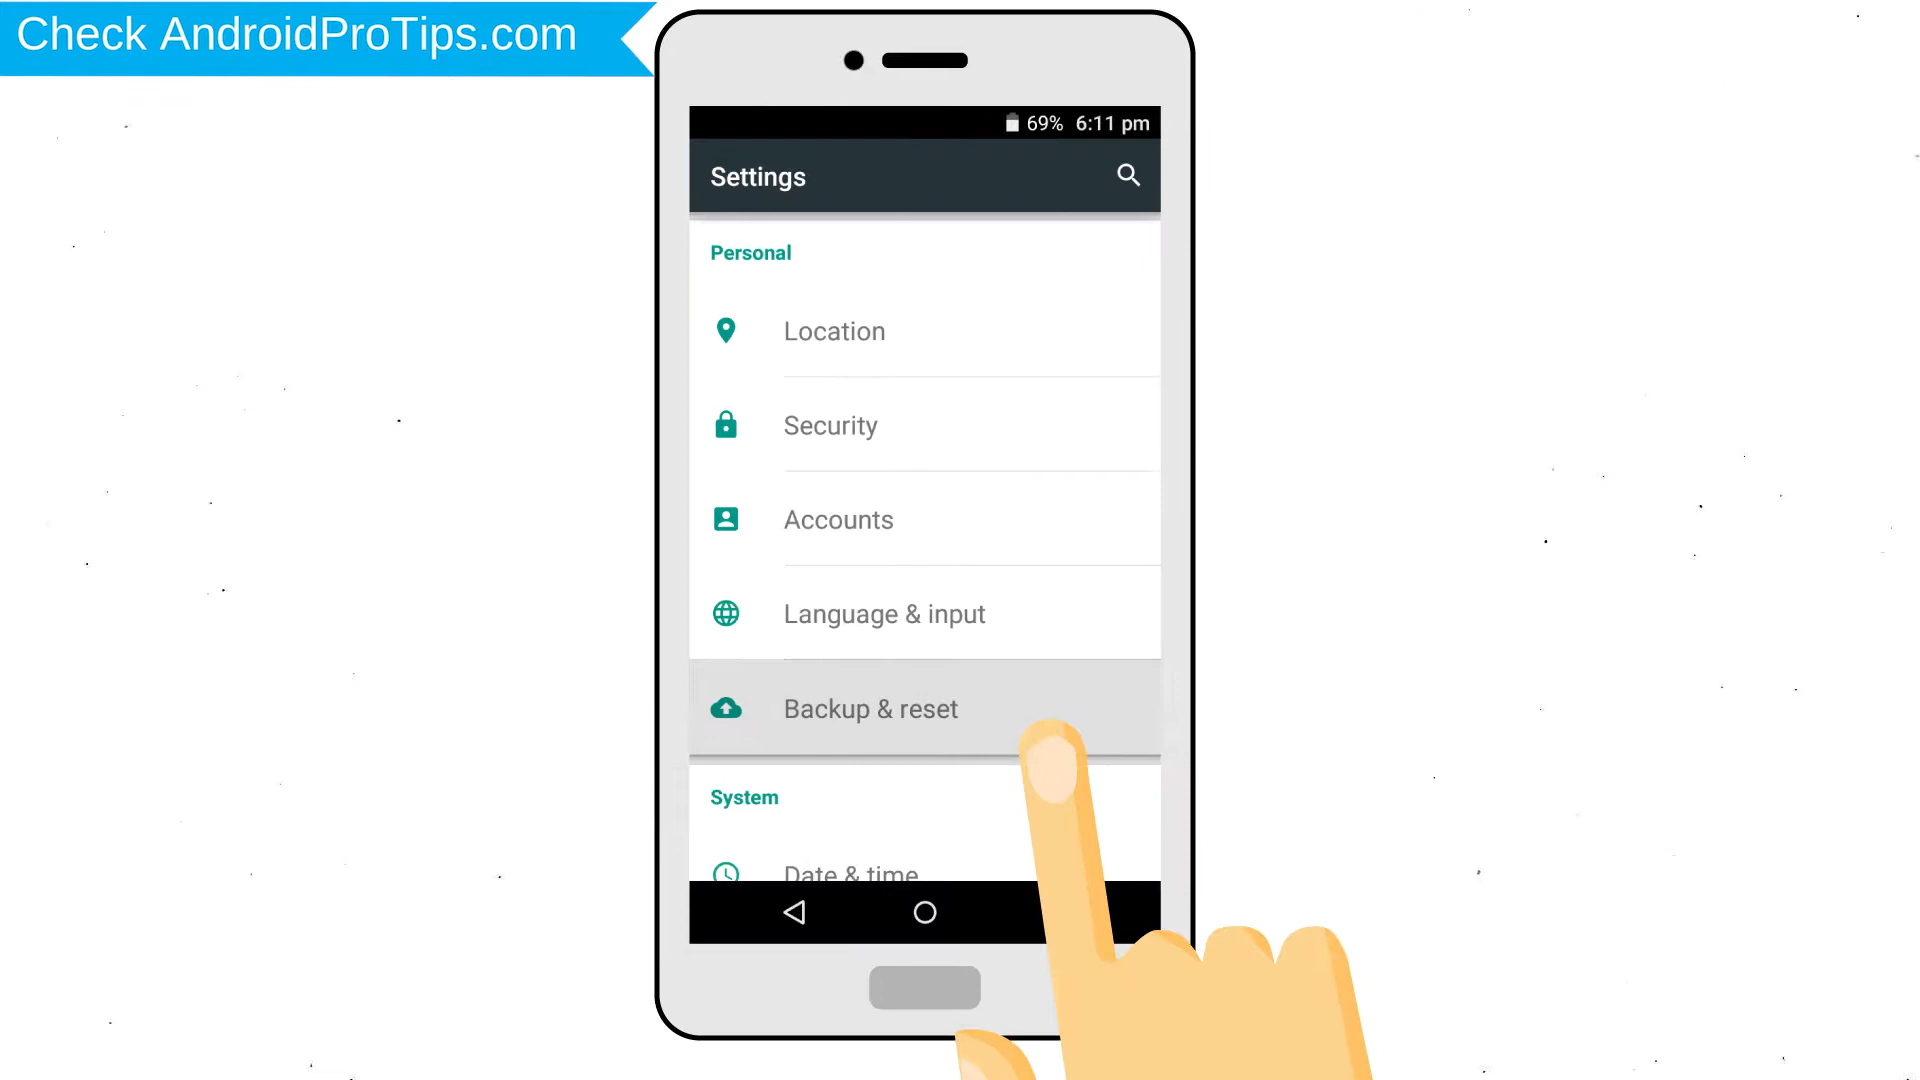 Check AndroidProTips.com
69% 6:11 pm
Settings
Personal
Location
Security
Accounts
Language & input
Backup & reset
System
Date & time